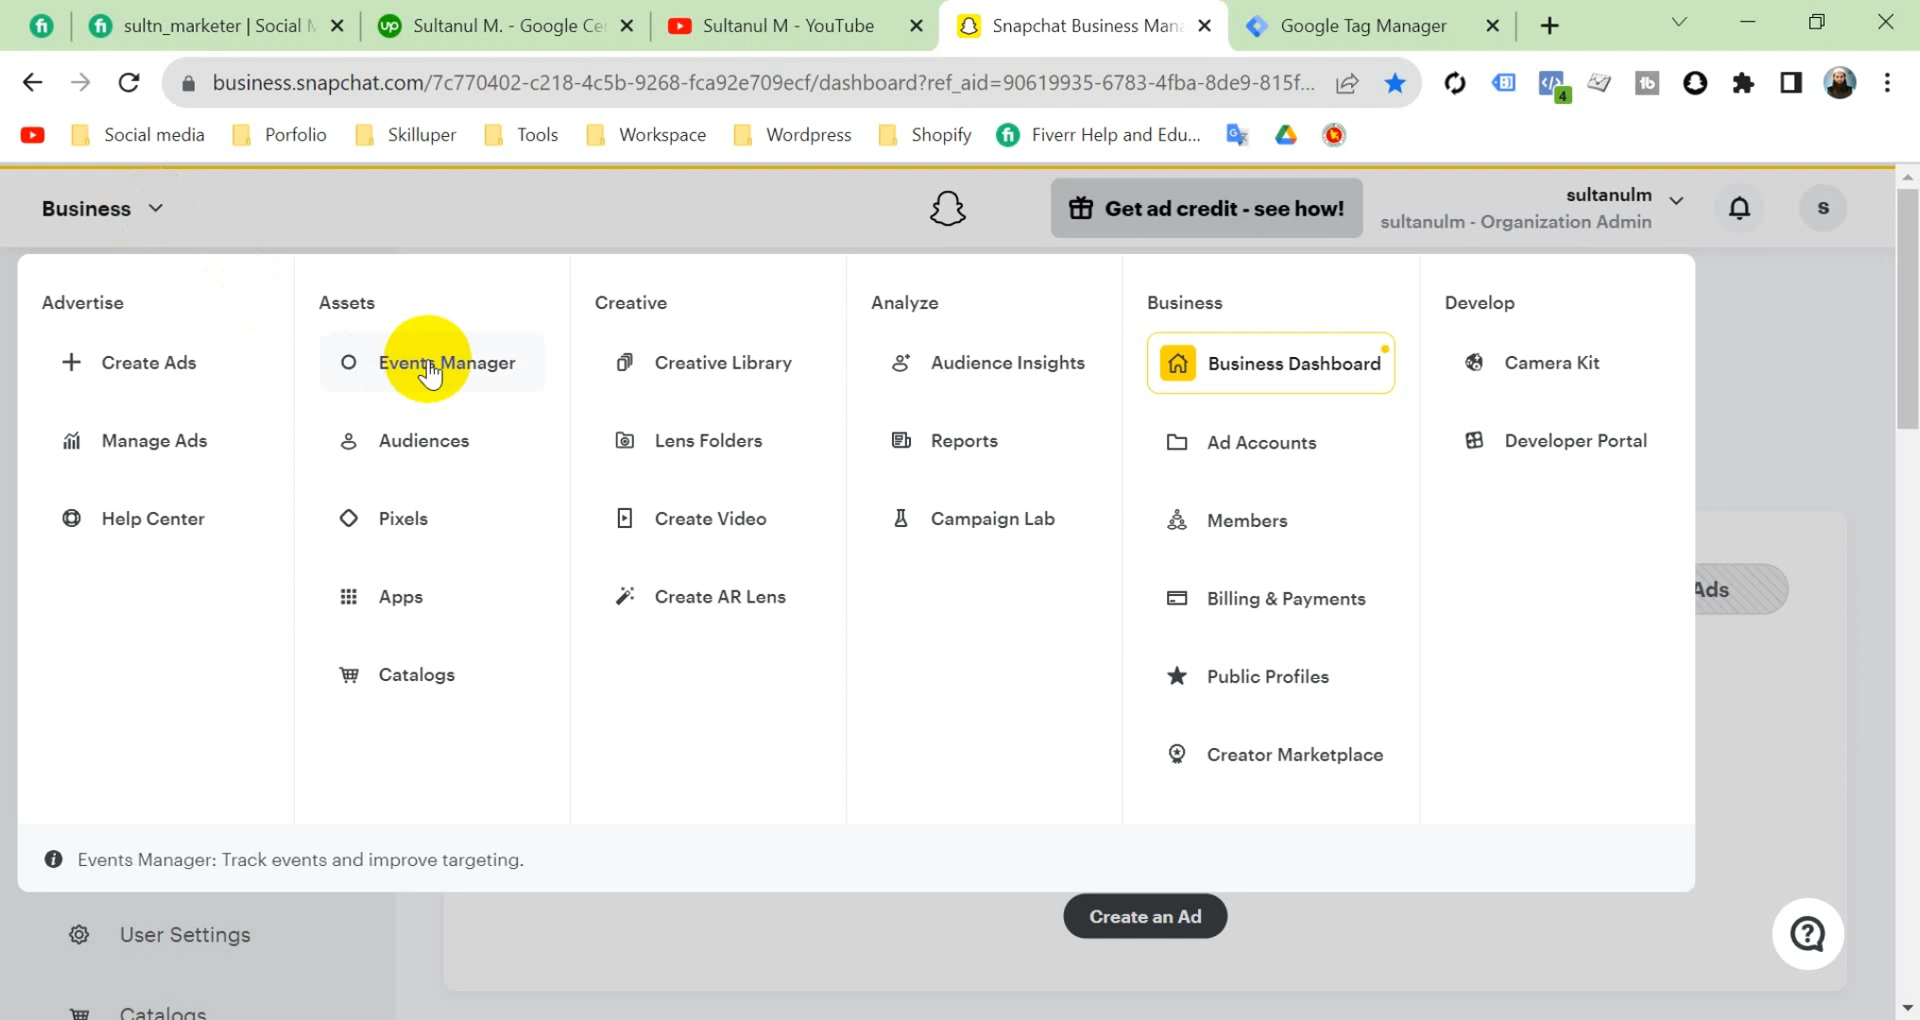 sultn_marketer | Social M
Sultanul M. - Google Cer
Sultanul M - YouTube
Snapchat Business Mana
Google Tag Manager
business.snapchat.com/7c770402-c218-4c5b-9268-fca92e709ecf/dashboard?ref_aid=90619935-6783-4fba-8de9-815f...
4
Social media
Porfolio
Skilluper
Tools
Workspace
Wordpress
Shopify
Fiverr Help and Edu...
Business
Get ad credit - see how!
sultanulm
sultanulm - Organization Admin
S
Advertise
Create Ads
Manage Ads
Help Center
Assets
Events Manager
Audiences
Pixels
Apps
Catalogs
Creative
Creative Library
Lens Folders
Create Video
Create AR Lens
Analyze
Audience Insights
Reports
Campaign Lab
Business
Business Dashboard
Ad Accounts
Members
Billing & Payments
Public Profiles
Creator Marketplace
Develop
Camera Kit
Developer Portal
Ads
Events Manager: Track events and improve targeting.
Create an Ad
User Settings
Catalogs